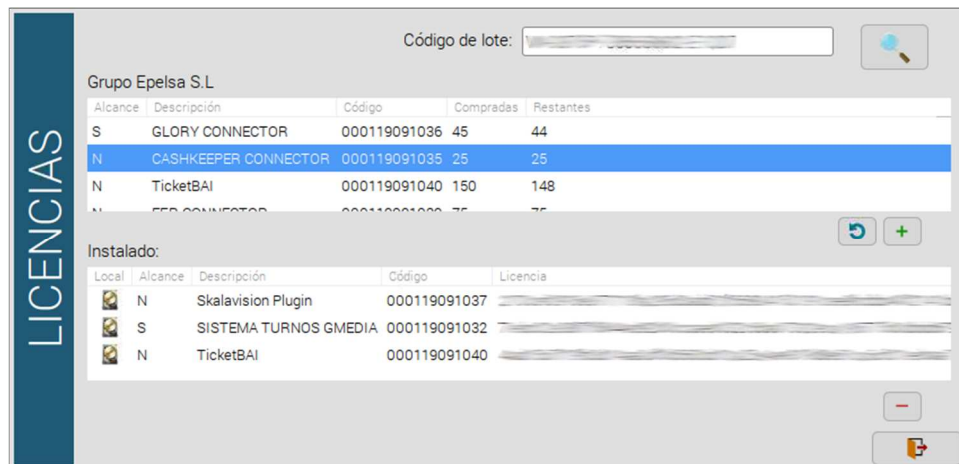 LICENCIAS
Código de lote:
Grupo Epelsa S.L
Alcance Descripción Código Compradas Restantes
S GLORY CONNECTOR 000119091036 45 44
N CASHKEEPER CONNECTOR 000119091035 25 25
N TicketBAI 000119091040 150 148
Instalado:
Local Alcance Descripción Código Licencia
N Skalavision Plugin 000119091037
S SISTEMA TURNOS GMEDIA 000119091032
N TicketBAI 000119091040